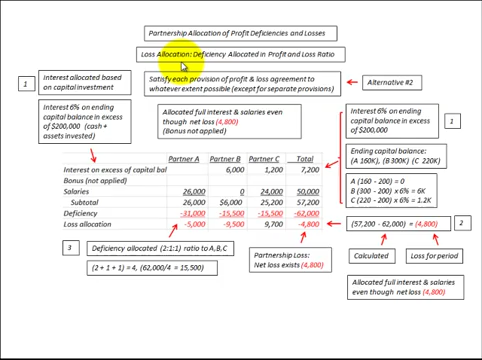 Partnership Allocation of Profit Deficiencies and Losses
Loss Allocation: Deficiency Allocated in Profit and Loss Ratio
1
Interest allocated based
on capital investment
Satisfy each provision of profit & loss agreement to
whatever extent possible (except for separate provisions)
Alternative #2
Interest 6% on ending
capital balance in excess
of $200,000 (cash +
assets invested)
Allocated full interest & salaries even
though net loss (4,800)
(Bonus not applied)
Interest 6% on ending
capital balance in excess
of $200,000
1
Ending capital balance:
(A 160K), (B 300K) (C 220K)
A (160 - 200) = 0
B (300 - 200) x 6% = 6K
C (220 - 200) x 6% = 1.2K
Partner A Partner B Partner C Total
Interest on excess of capital bal 6,000 1,200 7,200
Bonus (not applied)
Salaries 26,000 0 24,000 50,000
Subtotal 26,000 $6,000 25,200 57,200
Deficiency -31,000 -15,500 -15,500 -62,000
Loss allocation -5,000 -9,500 9,700 -4,800
(57,200 - 62,000) = (4,800)
2
3
Deficiency allocated (2:1:1) ratio to A,B,C
(2 + 1 + 1) = 4, (62,000/4 = 15,500)
Partnership Loss:
Net loss exists (4,800)
Calculated
Loss for period
Allocated full interest & salaries
even though net loss (4,800)